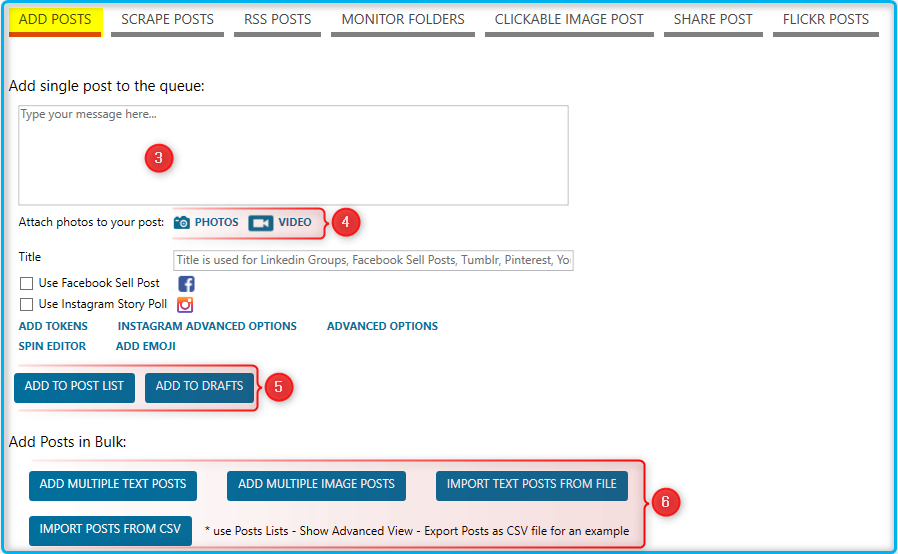 ADD POSTS SCRAPE POSTS RSS POSTS MONITOR FOLDERS CLICKABLE IMAGE POST SHARE POST FLICKR POSTS
Add single post to the queue:
Type your message here...
3
Attach photos to your post: PHOTOS VIDEO 4
Title Title is used for Linkedin Groups, Facebook Sell Posts, Tumblr, Pinterest, You
Use Facebook Sell Post
Use Instagram Story Poll
ADD TOKENS INSTAGRAM ADVANCED OPTIONS ADVANCED OPTIONS
SPIN EDITOR ADD EMOJI
ADD TO POST LIST ADD TO DRAFTS 5
Add Posts in Bulk:
ADD MULTIPLE TEXT POSTS ADD MULTIPLE IMAGE POSTS IMPORT TEXT POSTS FROM FILE
6
IMPORT POSTS FROM CSV * use Posts Lists - Show Advanced View - Export Posts as CSV file for an example